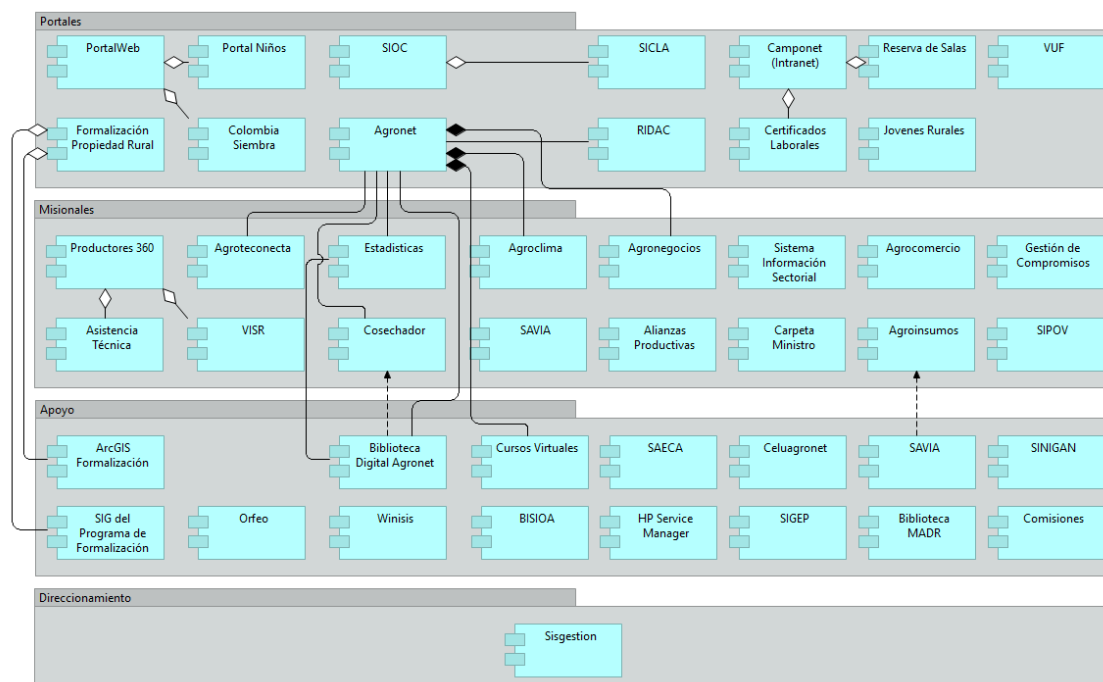 Portales
PortalWeb
Portal Niños
SIOC
SICLA
Camponet
(Intranet)
Reserva de Salas
VUF
Formalización
Propiedad Rural
Colombia
Siembra
Agronet
RIDAC
Certificados
Laborales
Jovenes Rurales
Misionales
Productores 360
Agroteconecta
Estadisticas
Agroclima
Agronegocios
Sistema
Información
Sectorial
Agrocomercio
Gestión de
Compromisos
Asistencia
Técnica
VISR
Cosechador
SAVIA
Alianzas
Productivas
Carpeta
Ministro
Agroinsumos
SIPOV
Apoyo
ArcGIS
Formalización
Biblioteca
Digital Agronet
Cursos Virtuales
SAECA
Celuagronet
SAVIA
SINIGAN
SIG del
Programa de
Formalización
Orfeo
Winisis
BISIOA
HP Service
Manager
SIGEP
Biblioteca
MADR
Comisiones
Direccionamiento
Sisgestion